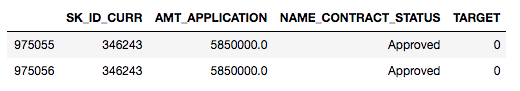 SK_ID_CURR AMT_APPLICATION NAME_CONTRACT_STATUS TARGET
975055 346243 5850000.0 Approved 0
975056 346243 5850000.0 Approved 0